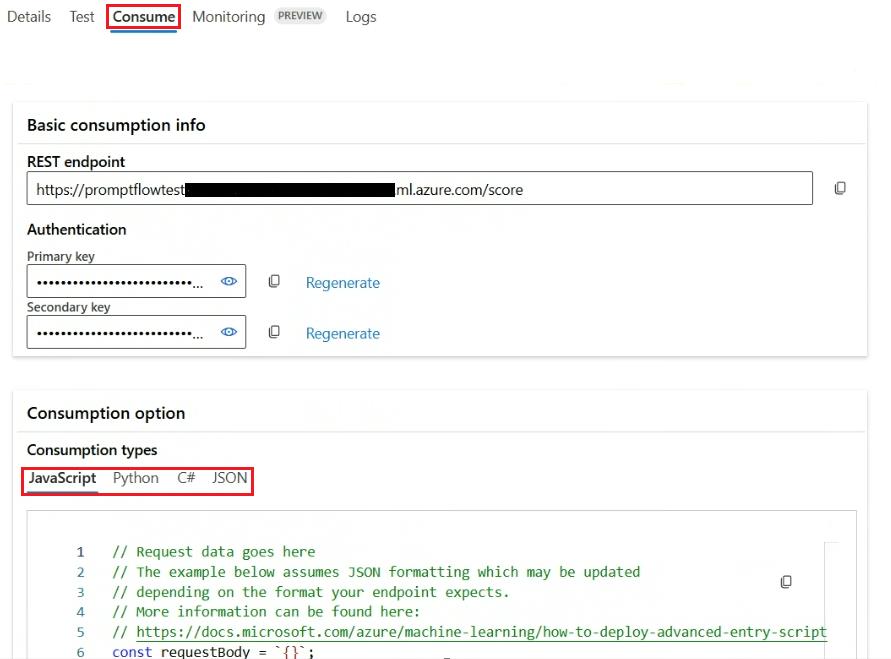 Details Test Consume Monitoring PREVIEW Logs
Basic consumption info
REST endpoint
https://promptflowtest ml.azure.com/score
Authentication
Primary key
••••••••••••••••••••••••••... Regenerate
Secondary key
••••••••••••••••••••••••••... Regenerate
Consumption option
Consumption types
JavaScript Python C# JSON
1 // Request data goes here
2 // The example below assumes JSON formatting which may be updated
3 // depending on the format your endpoint expects.
4 // More information can be found here:
5 // https://docs.microsoft.com/azure/machine-learning/how-to-deploy-advanced-entry-script
6 const requestBody = `{}`;